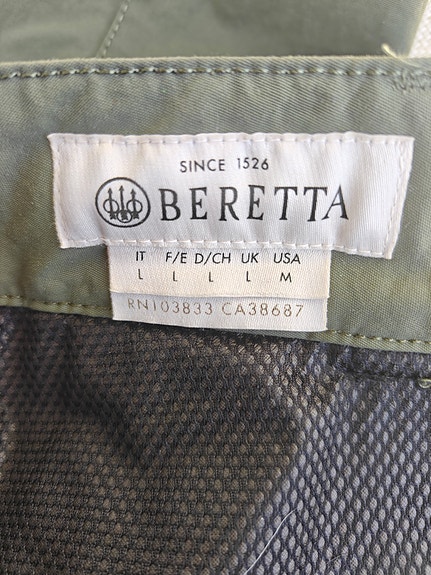 SINCE 1526
BERETTA
IT F/E D/CH UK USA
L L L L M
RN103833 CA38687